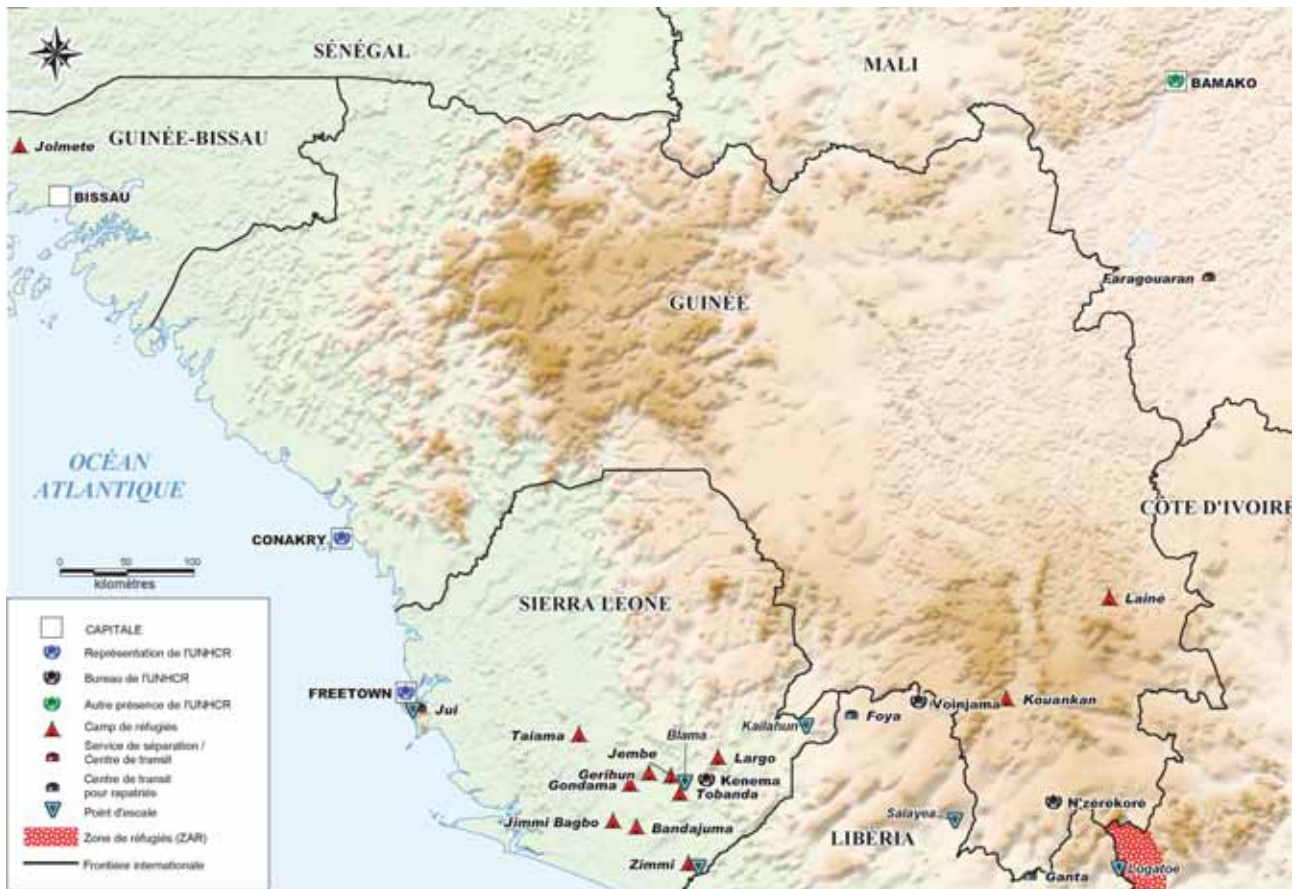 SÉNÉGAL
MALI
BAMAKO
GUINÉE-BISSAU
Jolmete
BISSAU
Faragouaran
GUINÉE
OCÉAN
ATLANTIQUE
CÔTE D'IVOIRE
CONAKRY
0 50 100
kilomètres
SIERRA LEONE
Lainé
FREETOWN
Jui
Kouankan
Voinjama
Foya
Kailahun
Taiama
Blama
Jembe
Largo
Gerihun
Kenema
Gondama
Tobanda
N'zérékoré
Salayea
Jimmi Bagbo
Bandajuma
LIBÉRIA
Zimmi
Ganta
Logatoe
CAPITALE
Représentation de l'UNHCR
Bureau de l'UNHCR
Autre présence de l'UNHCR
Camp de réfugiés
Service de séparation /
Centre de transit
Centre de transit
pour rapatriés
Point d'escale
Zone de réfugiés (ZAR)
Frontière internationale